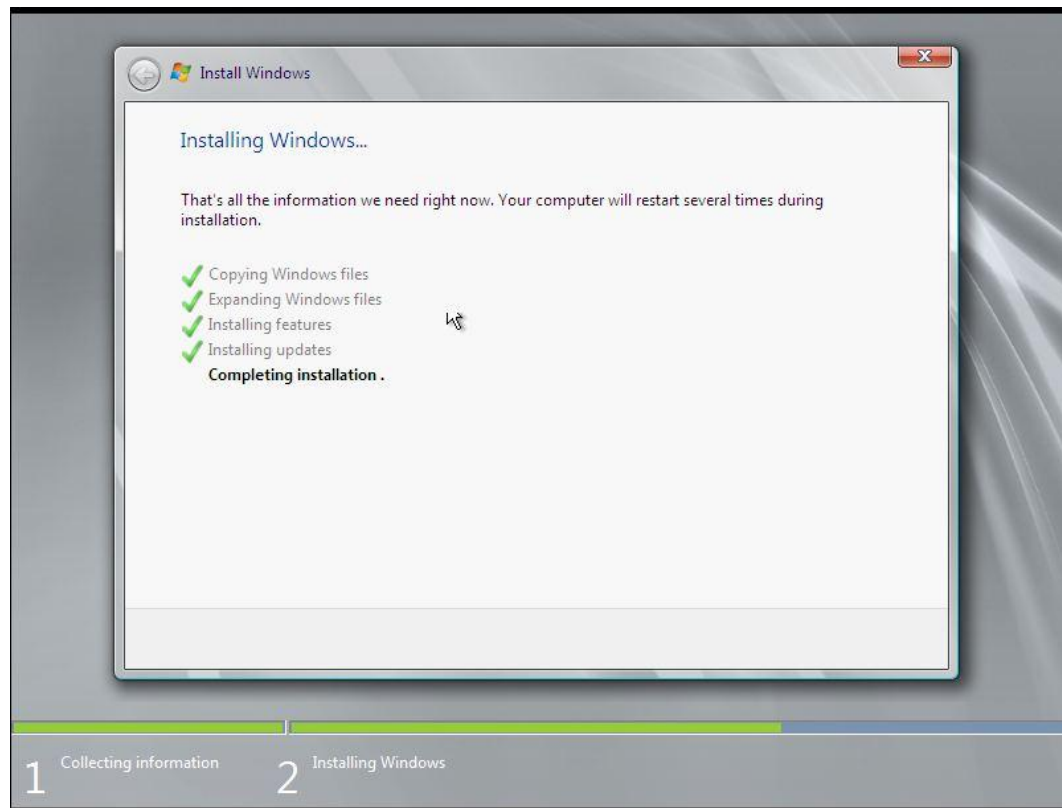 Install Windows
Installing Windows...
That's all the information we need right now. Your computer will restart several times during
installation.
Copying Windows files
Expanding Windows files
Installing features
Installing updates
Completing installation .
1 Collecting information
2 Installing Windows